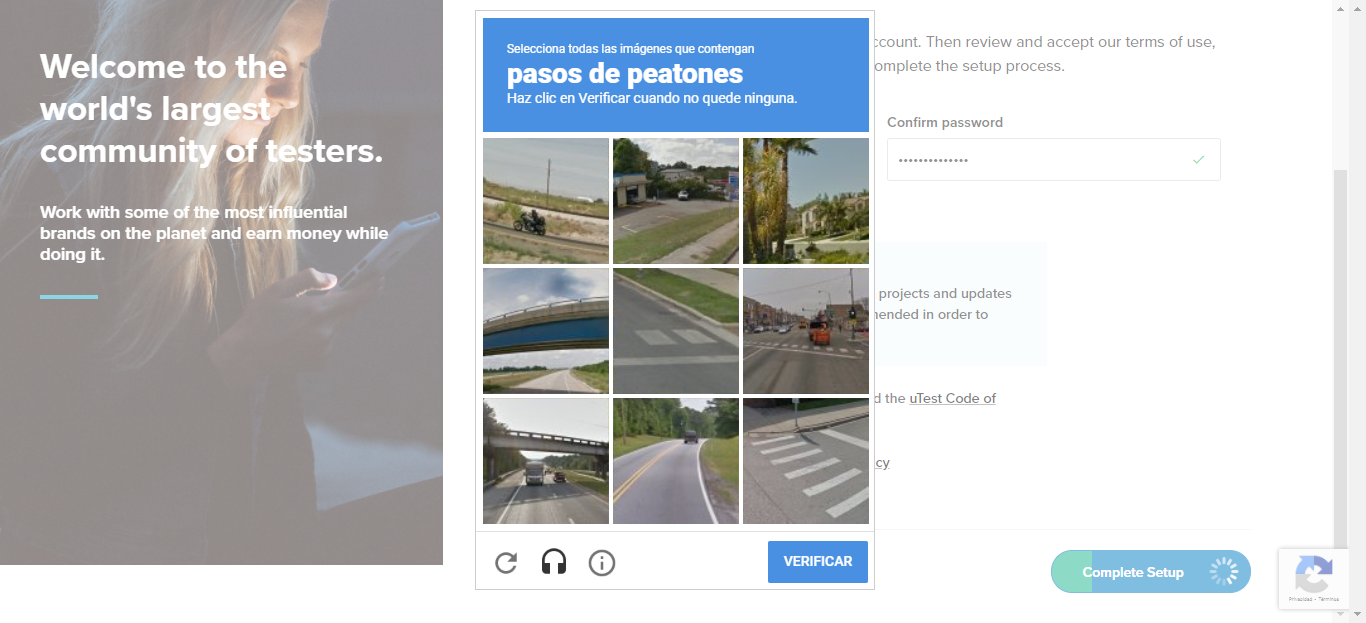 Welcome to the
world's largest
community of testers.
Work with some of the most influential
brands on the planet and earn money while
doing it.
Selecciona todas las imágenes que contengan
pasos de peatones
Haz clic en Verificar cuando no quede ninguna.
VERIFICAR
ccount. Then review and accept our terms of use,
omplete the setup process.
Confirm password
••••••••••••••
projects and updates
nended in order to
d the uTest Code of
cy
Complete Setup
Privacidad - Términos